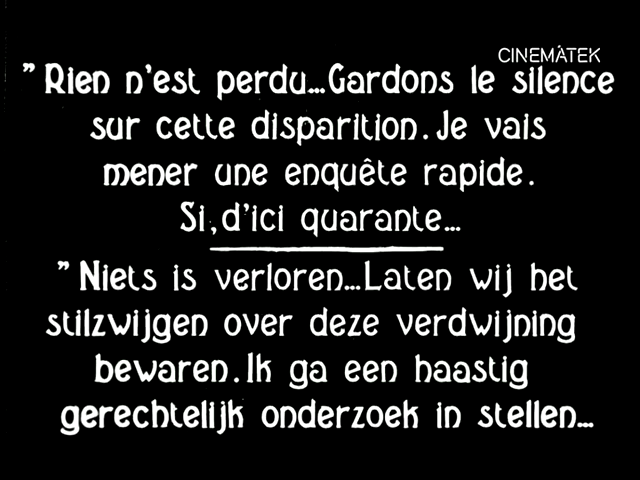 CINEMATEK
"Rien n'est perdu...Gardons le silence
sur cette disparition. Je vais
mener une enquête rapide.
Si, d'ici quarante...
"Niets is verloren...Laten wij het
stilzwijgen over deze verdwijning
bewaren. Ik ga een haastig
gerechtelijk onderzoek in stellen...